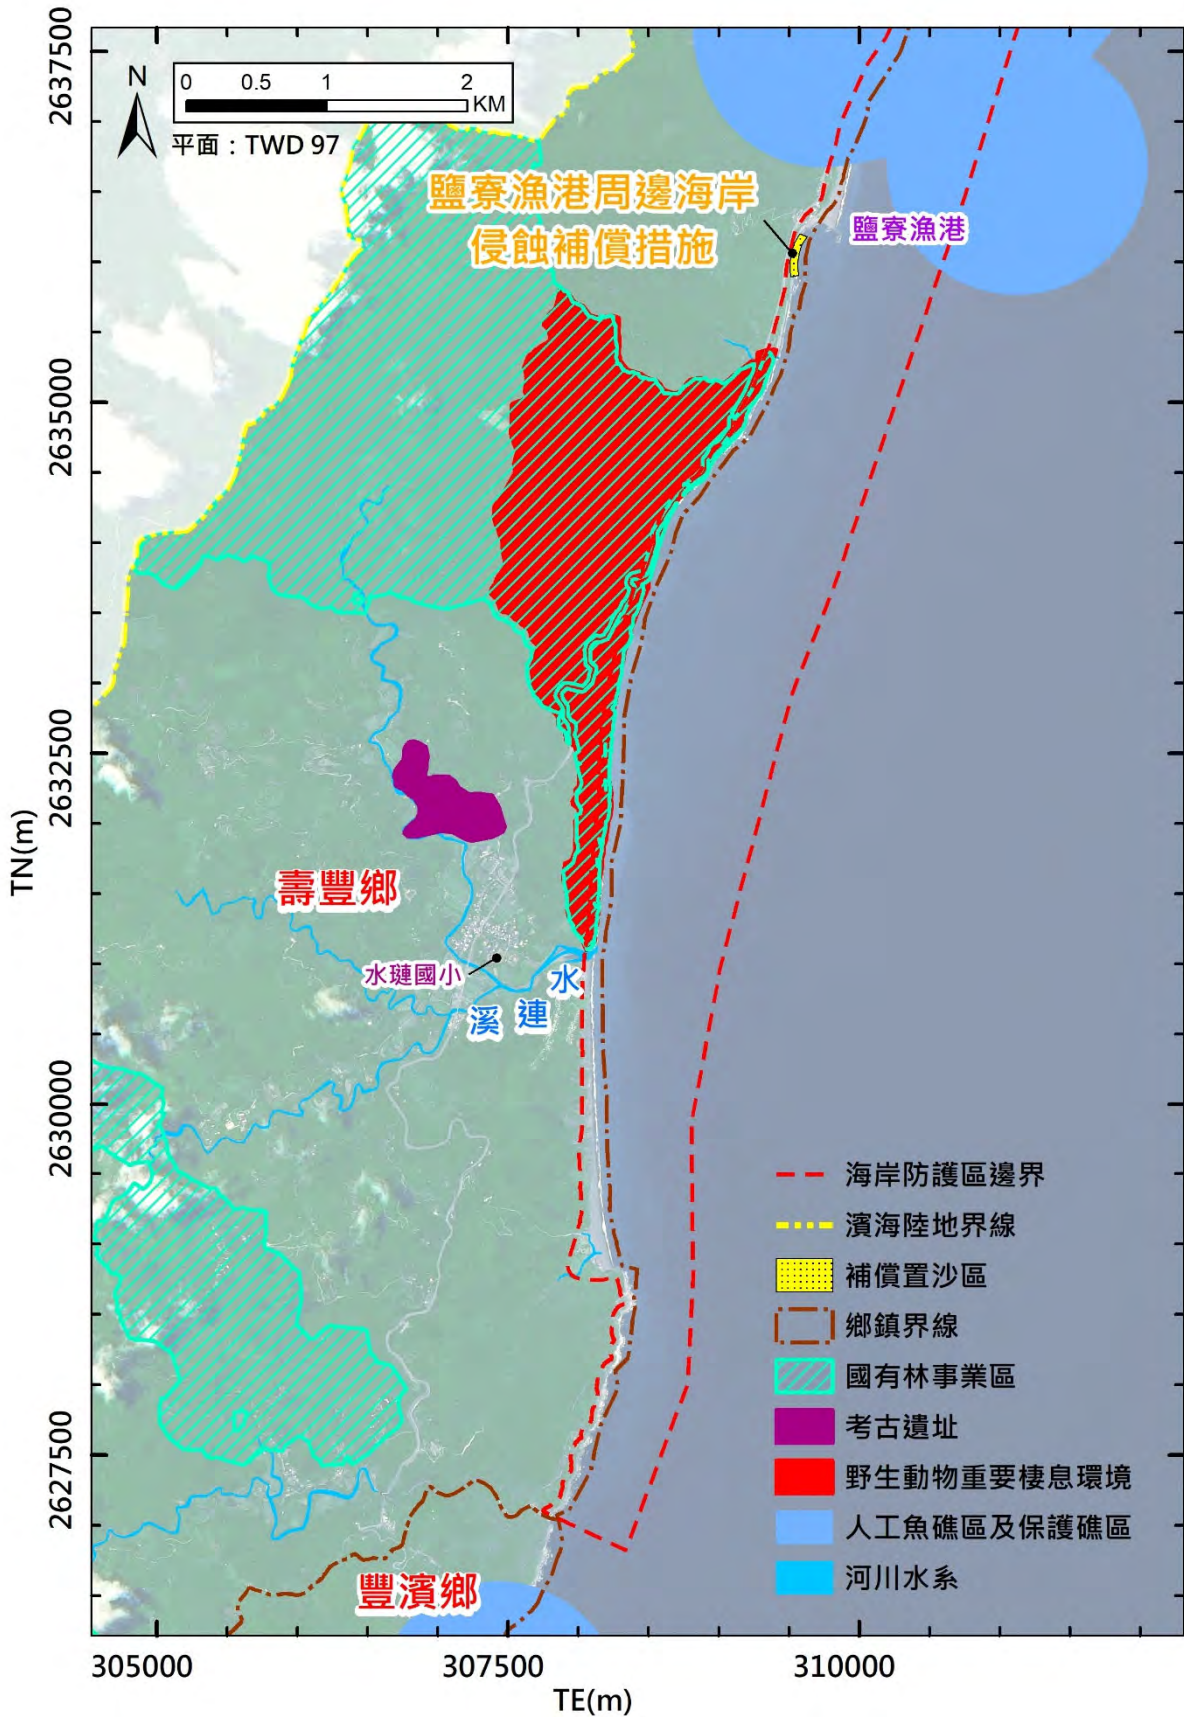 2637500
2635000
2632500
2630000
2627500
TN(m)
N
0 0.5 1 2
KM
平面：TWD 97
鹽寮漁港周邊海岸
侵蝕補償措施
鹽寮漁港
壽豐鄉
水璉國小
水
連
溪
豐濱鄉
海岸防護區邊界
濱海陸地界線
補償置沙區
鄉鎮界線
國有林事業區
考古遺址
野生動物重要棲息環境
人工魚礁區及保護礁區
河川水系
305000 307500 310000
TE(m)